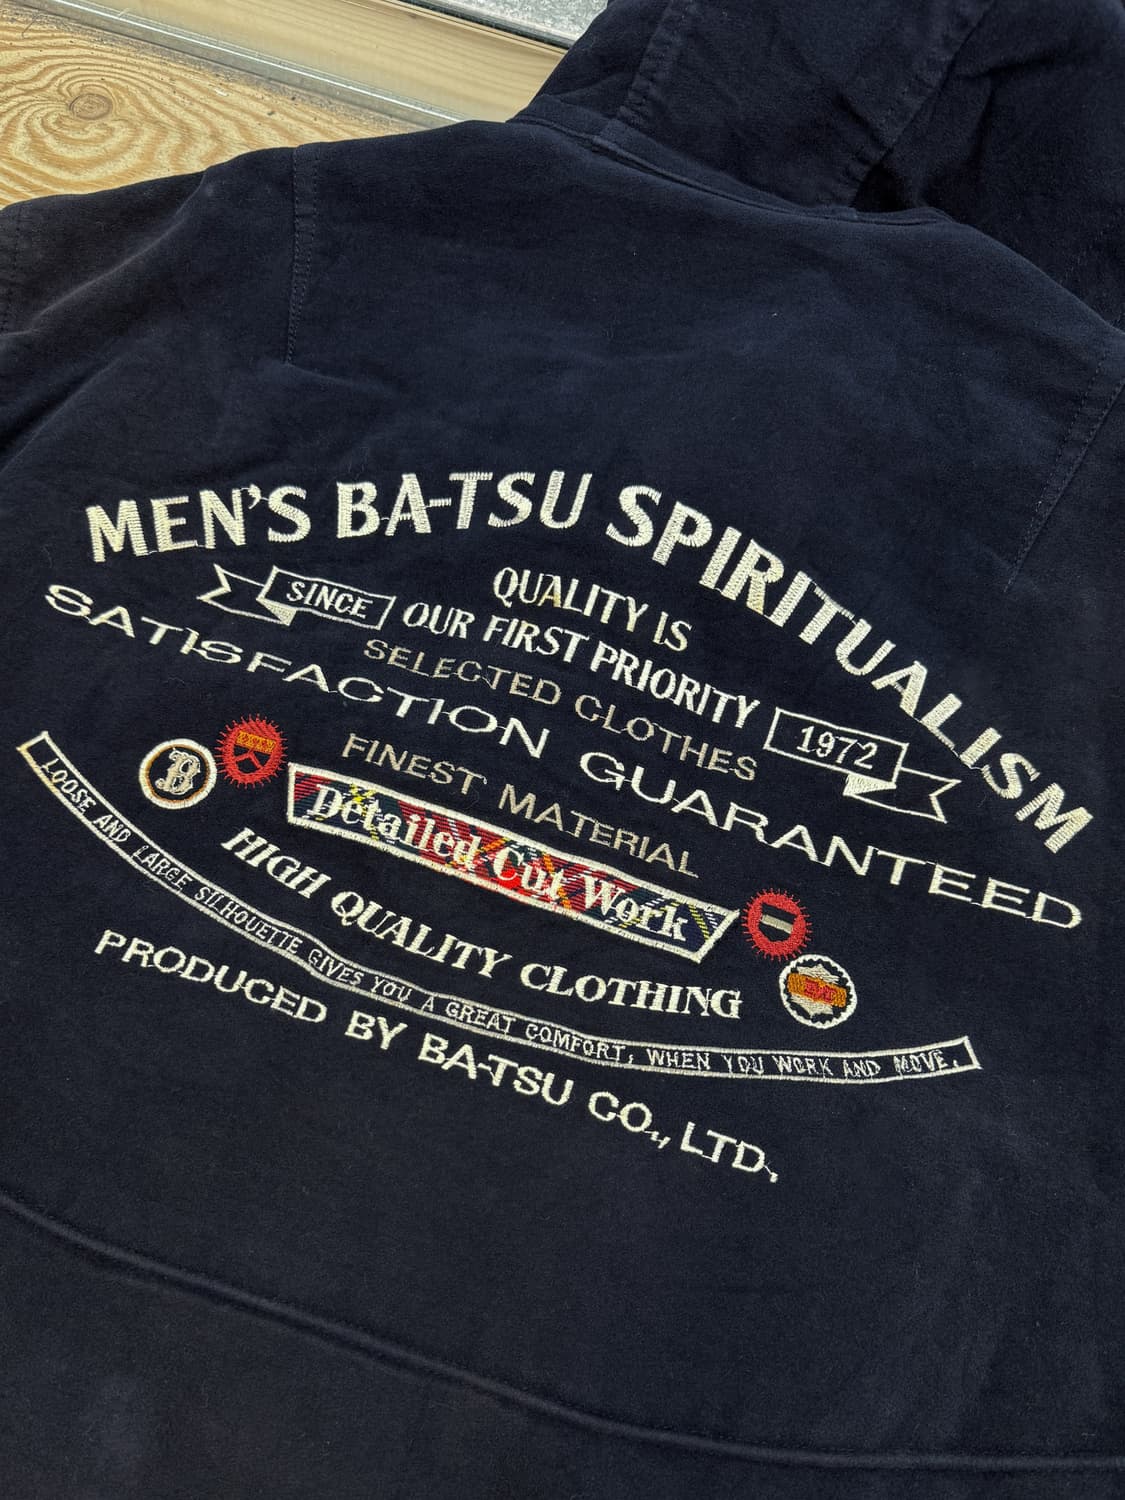 MEN'S BA-TSU SPIRITUALISM
QUALITY IS
SINCE OUR FIRST PRIORITY 1972
SELECTED CLOTHES
SATISFACTION GUARANTEED
FINEST MATERIAL
B
Detailed Cut Work
HIGH QUALITY CLOTHING
LOOSE AND LARGE SILHOUETTE GIVES YOU A GREAT COMFORT, WHEN YOU WORK AND MOVE.
PRODUCED BY BA-TSU CO., LTD.